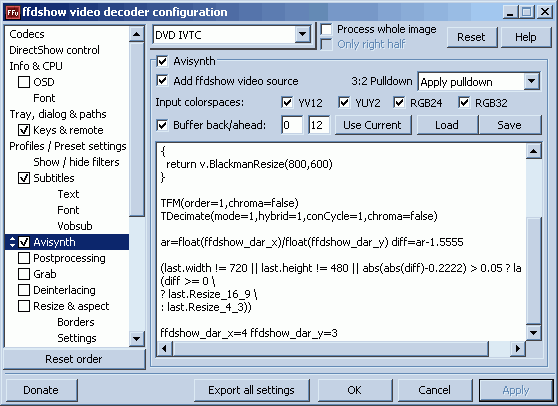 ffdshow video decoder configuration
Codecs
DirectShow control
Info & CPU
OSD
Font
Tray, dialog & paths
Keys & remote
Profiles / Preset settings
Show / hide filters
Subtitles
Text
Font
Vobsub
Avisynth
Postprocessing
Grab
Deinterlacing
Resize & aspect
Borders
Settings
Reset order
DVD IVTC
Process whole image
Only right half
Reset
Help
Avisynth
Add ffdshow video source
3:2 Pulldown
Apply pulldown
Input colorspaces:
YV12
YUY2
RGB24
RGB32
Buffer back/ahead:
0
12
Use Current
Load
Save
{
return v.BlackmanResize(800,600)
}
TFM(order=1,chroma=false)
TDecimate(mode=1,hybrid=1,conCycle=1,chroma=false)
ar=float(ffdshow_dar_x)/float(ffdshow_dar_y) diff=ar-1.5555
(last.width != 720 || last.height != 480 || abs(abs(diff)-0.2222) > 0.05 ? la
(diff >= 0 \
? last.Resize_16_9 \
: last.Resize_4_3))
ffdshow_dar_x=4 ffdshow_dar_y=3
Donate
Export all settings
OK
Cancel
Apply